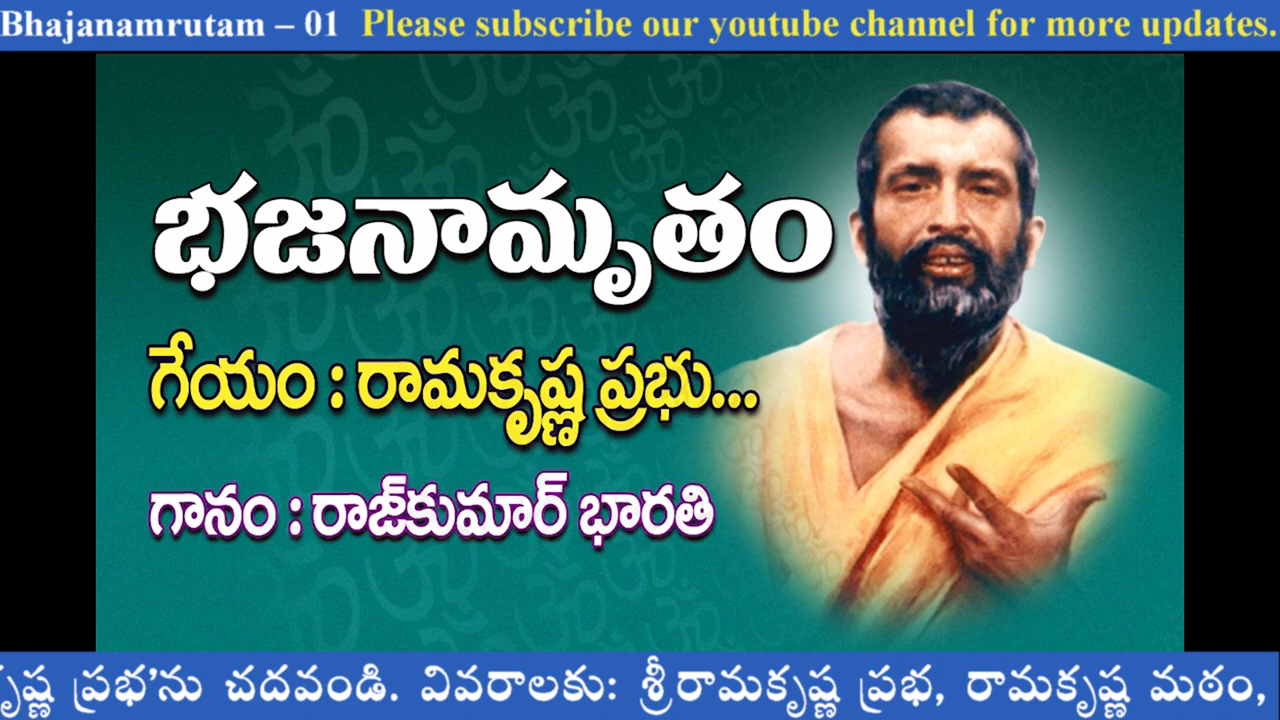 Bhajanamrutam – 01 Please subscribe our youtube channel for more updates.
భజనామృతం
గేయం : రామకృష్ణ ప్రభు...
గానం : రాజ్‌కుమార్ భారతి
ప్రభ'ను చదవండి. వివరాలకు: శ్రీరామకృష్ణ ప్రభ, రామకృష్ణ మఠం,